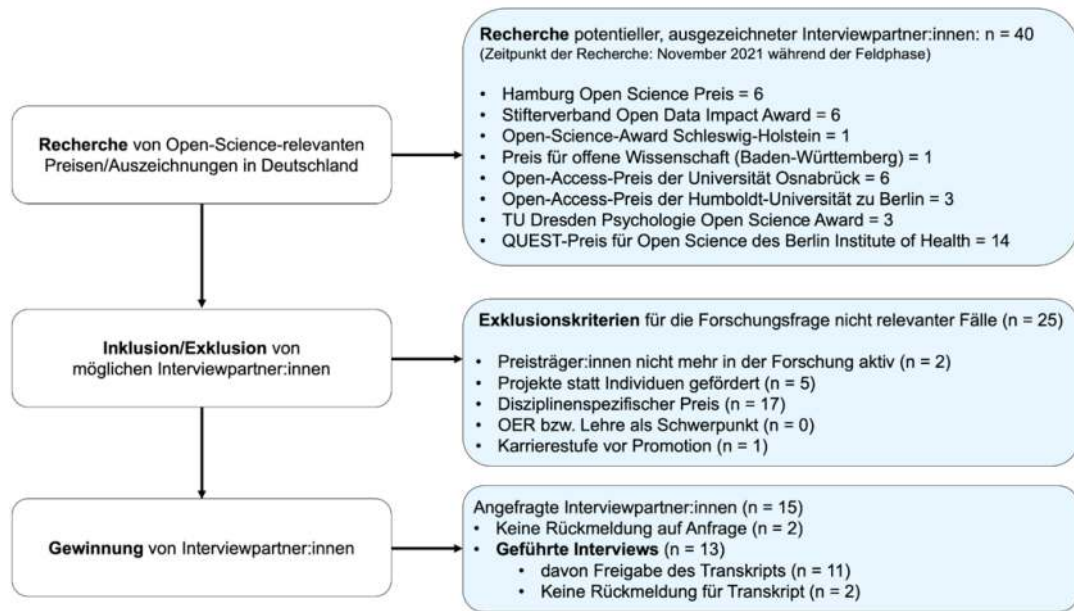 Recherche potentieller, ausgezeichneter Interviewpartner:innen: n = 40
(Zeitpunkt der Recherche: November 2021 während der Feldphase)
• Hamburg Open Science Preis = 6
• Stifterverband Open Data Impact Award = 6
• Open-Science-Award Schleswig-Holstein = 1
• Preis für offene Wissenschaft (Baden-Württemberg) = 1
• Open-Access-Preis der Universität Osnabrück = 6
• Open-Access-Preis der Humboldt-Universität zu Berlin = 3
• TU Dresden Psychologie Open Science Award = 3
• QUEST-Preis für Open Science des Berlin Institute of Health = 14
Recherche von Open-Science-relevanten
Preisen/Auszeichnungen in Deutschland
Inklusion/Exklusion von
möglichen Interviewpartner:innen
Exklusionskriterien für die Forschungsfrage nicht relevanter Fälle (n = 25)
• Preisträger:innen nicht mehr in der Forschung aktiv (n = 2)
• Projekte statt Individuen gefördert (n = 5)
• Disziplinenspezifischer Preis (n = 17)
• OER bzw. Lehre als Schwerpunkt (n = 0)
• Karrierestufe vor Promotion (n = 1)
Gewinnung von Interviewpartner:innen
Angefragte Interviewpartner:innen (n = 15)
• Keine Rückmeldung auf Anfrage (n = 2)
• Geführte Interviews (n = 13)
• davon Freigabe des Transkripts (n = 11)
• Keine Rückmeldung für Transkript (n = 2)